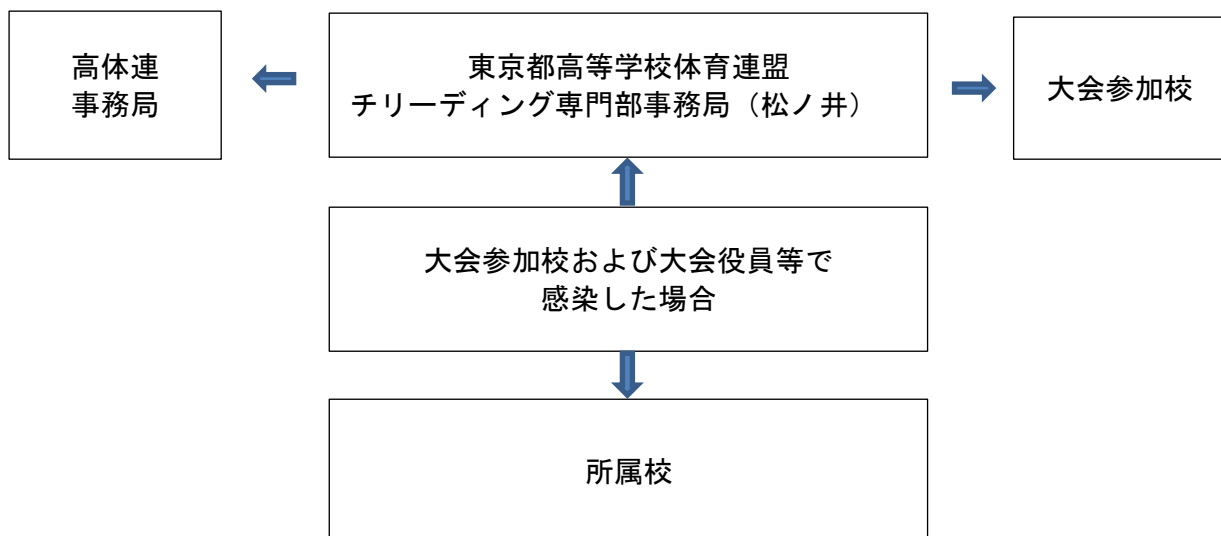 高体連
事務局
東京都高等学校体育連盟
チリーディング専門部事務局（松ノ井）
大会参加校
大会参加校および大会役員等で
感染した場合
所属校